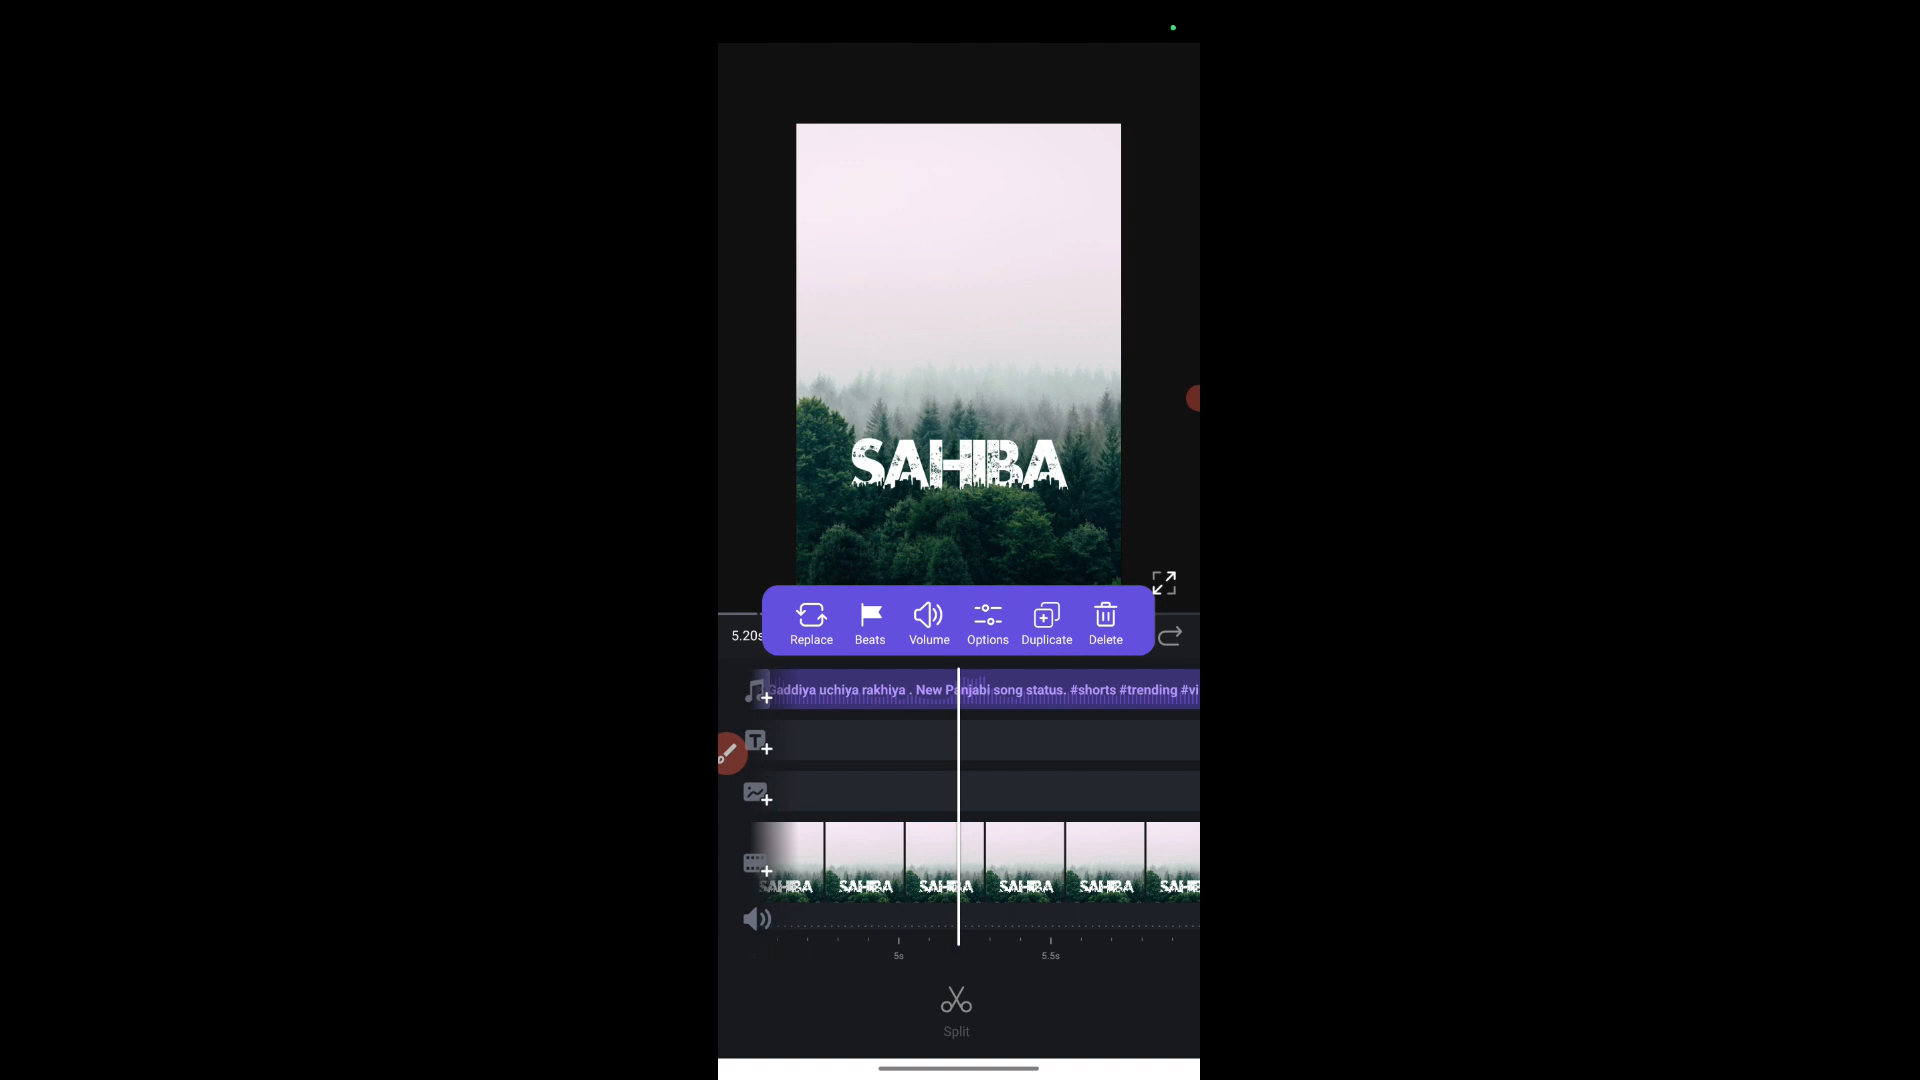 SAHIBA
Replace Beats Volume Options Duplicate Delete
5.20s
Gaddiya uchiya rakhiya . New Panjabi song status. #shorts #trending #vi
T
SAHIBA SAHIBA SAHIBA SAHIBA SAHIBA SAHIB
5s 5.5s
Split